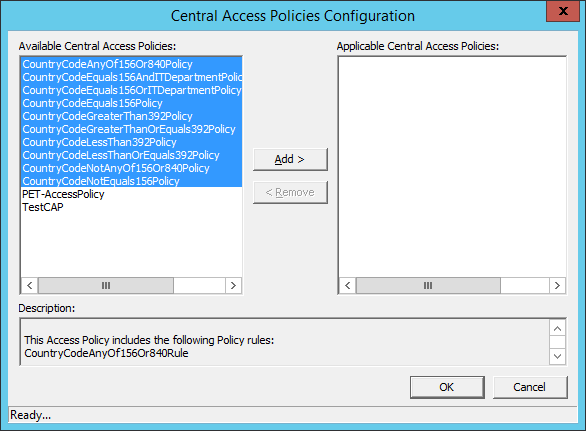 Central Access Policies Configuration
x
Available Central Access Policies:
Applicable Central Access Policies:
CountryCodeAnyOf156Or840Policy
CountryCodeEquals156AndITDepartmentPolic
CountryCodeEquals156OrITDepartmentPolicy
CountryCodeEquals156Policy
CountryCodeGreaterThan392Policy
CountryCodeGreaterThanOrEquals392Policy
CountryCodeLessThan392Policy
CountryCodeLessThanOrEquals392Policy
CountryCodeNotAnyOf156Or840Policy
CountryCodeNotEquals156Policy
PET-AccessPolicy
TestCAP
Add >
< Remove
Description:
This Access Policy includes the following Policy rules:
CountryCodeAnyOf156Or840Rule
OK
Cancel
Ready...